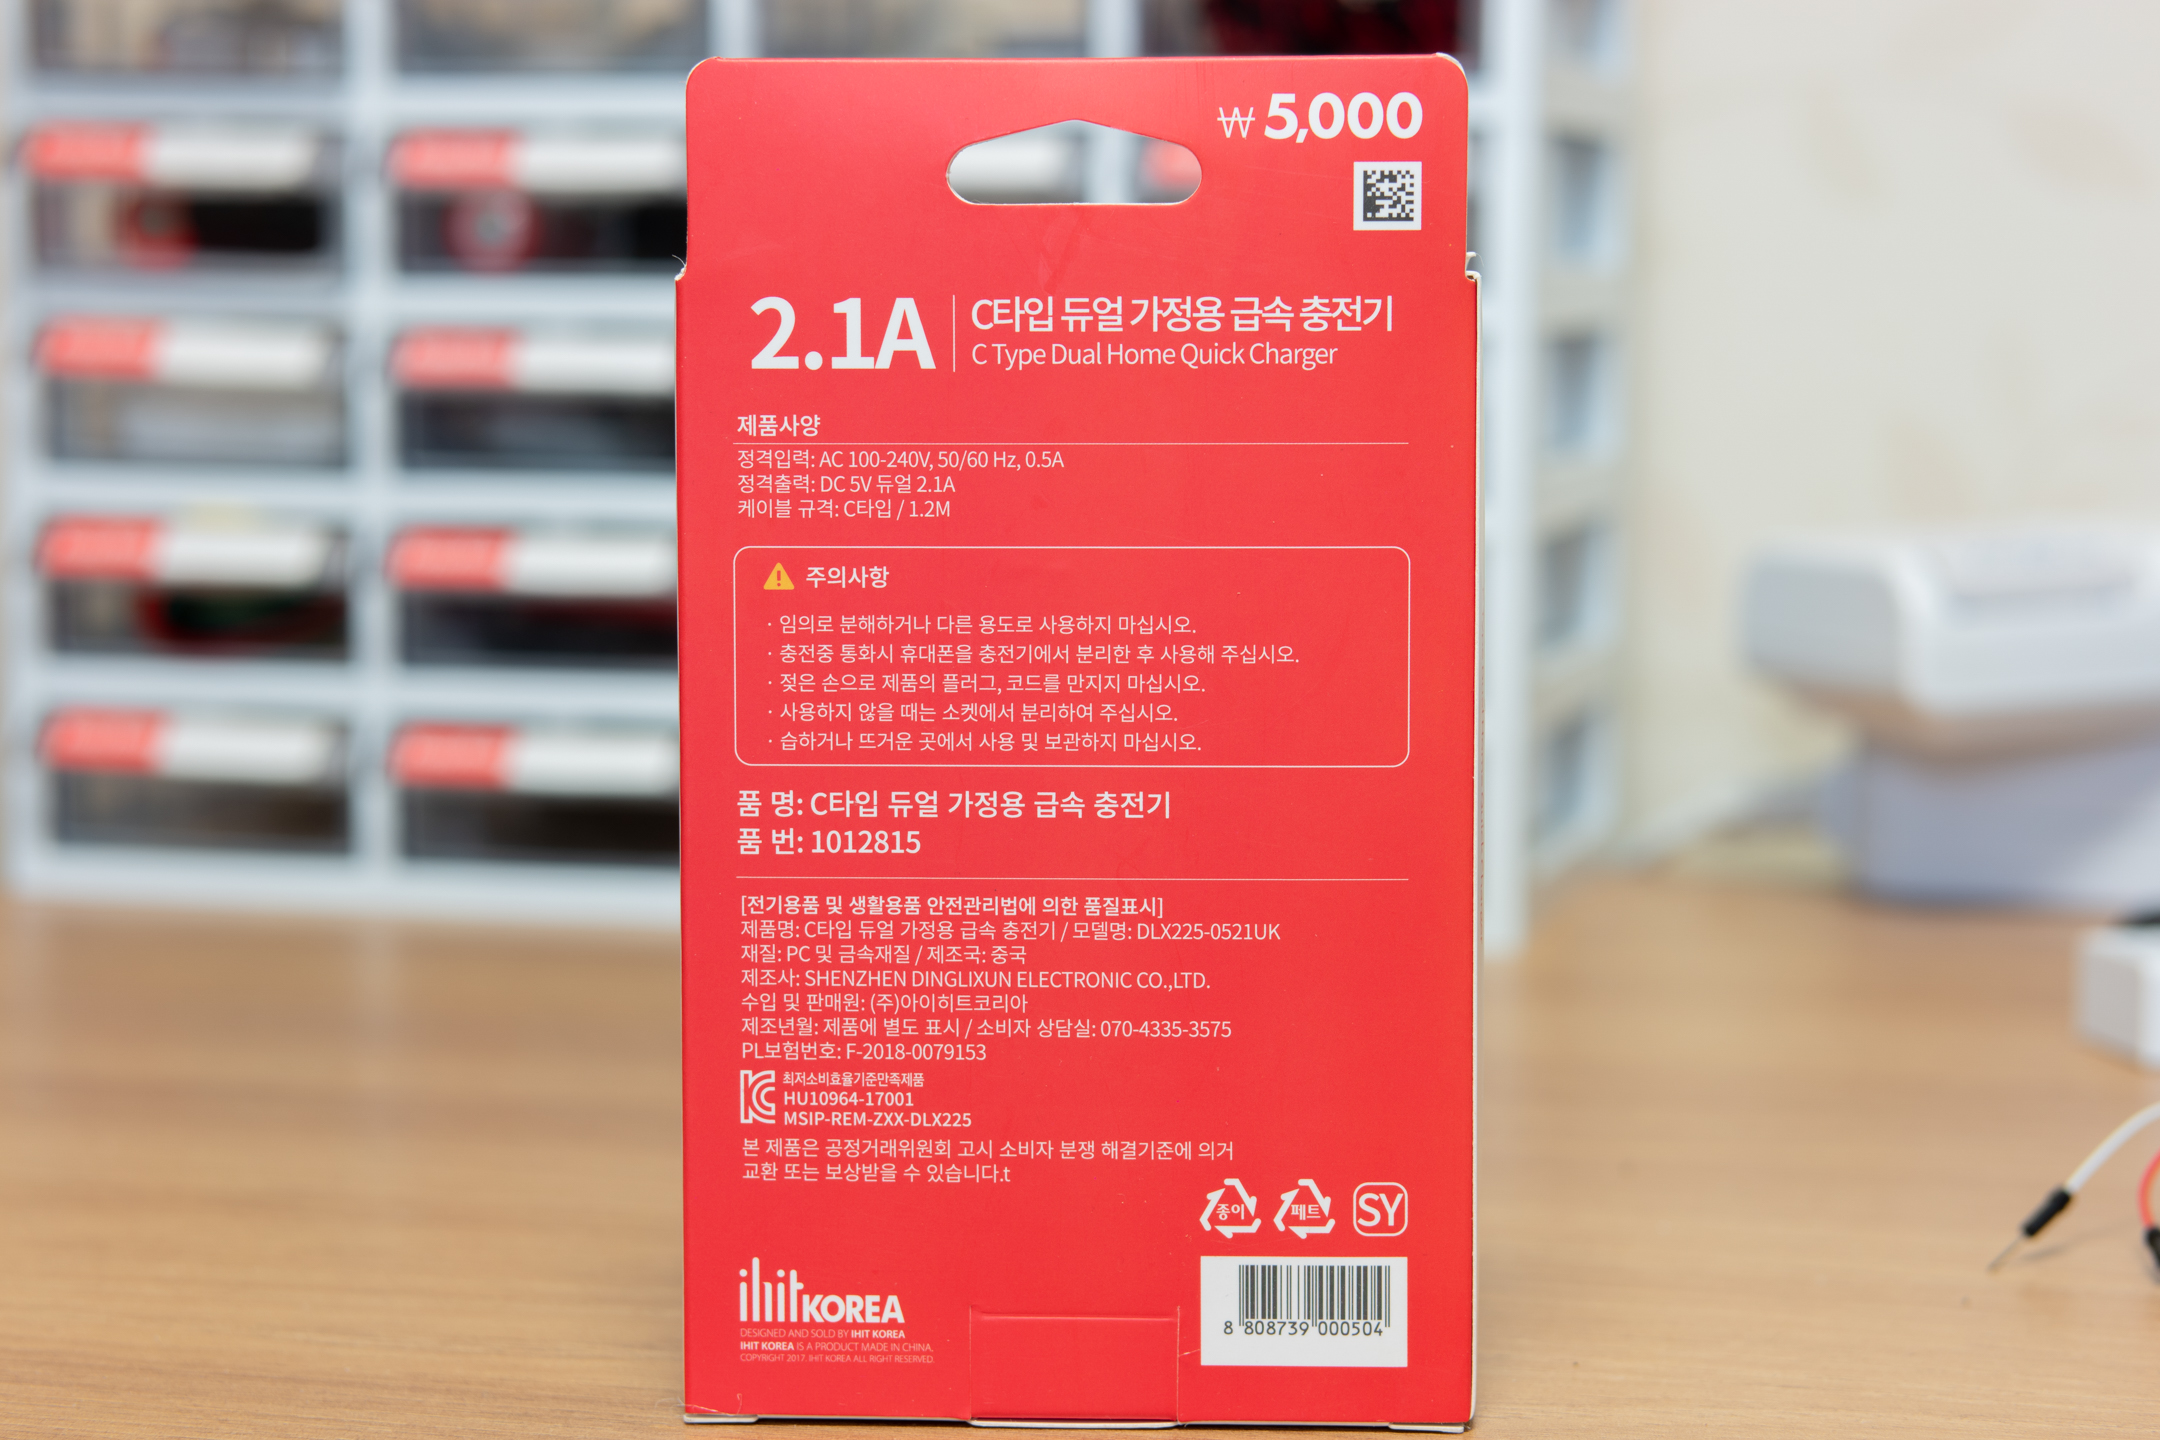 ₩ 5,000
2.1A
C타입 듀얼 가정용 급속 충전기
C Type Dual Home Quick Charger
제품사양
정격입력: AC 100-240V, 50/60 Hz, 0.5A
정격출력: DC 5V 듀얼 2.1A
케이블 규격: C타입 / 1.2M
주의사항
· 임의로 분해하거나 다른 용도로 사용하지 마십시오.
· 충전중 통화시 휴대폰을 충전기에서 분리한 후 사용해 주십시오.
· 젖은 손으로 제품의 플러그, 코드를 만지지 마십시오.
· 사용하지 않을 때는 소켓에서 분리하여 주십시오.
· 습하거나 뜨거운 곳에서 사용 및 보관하지 마십시오.
품 명: C타입 듀얼 가정용 급속 충전기
품 번: 1012815
[전기용품 및 생활용품 안전관리법에 의한 품질표시]
제품명: C타입 듀얼 가정용 급속 충전기 / 모델명: DLX225-0521UK
재질: PC 및 금속재질 / 제조국: 중국
제조사: SHENZHEN DINGLIXUN ELECTRONIC CO.,LTD.
수입 및 판매원: (주)아이히트코리아
제조년월: 제품에 별도 표시 / 소비자 상담실: 070-4335-3575
PL보험번호: F-2018-0079153
최저소비효율기준만족제품
HU10964-17001
MSIP-REM-ZXX-DLX225
본 제품은 공정거래위원회 고시 소비자 분쟁 해결기준에 의거
교환 또는 보상받을 수 있습니다.t
종이 페트 SY
ihit KOREA
DESIGNED AND SOLD BY IHIT KOREA
IHIT KOREA IS A PRODUCT MADE IN CHINA.
COPYRIGHT 2017. IHIT KOREA ALL RIGHT RESERVED.
8 808739 000504